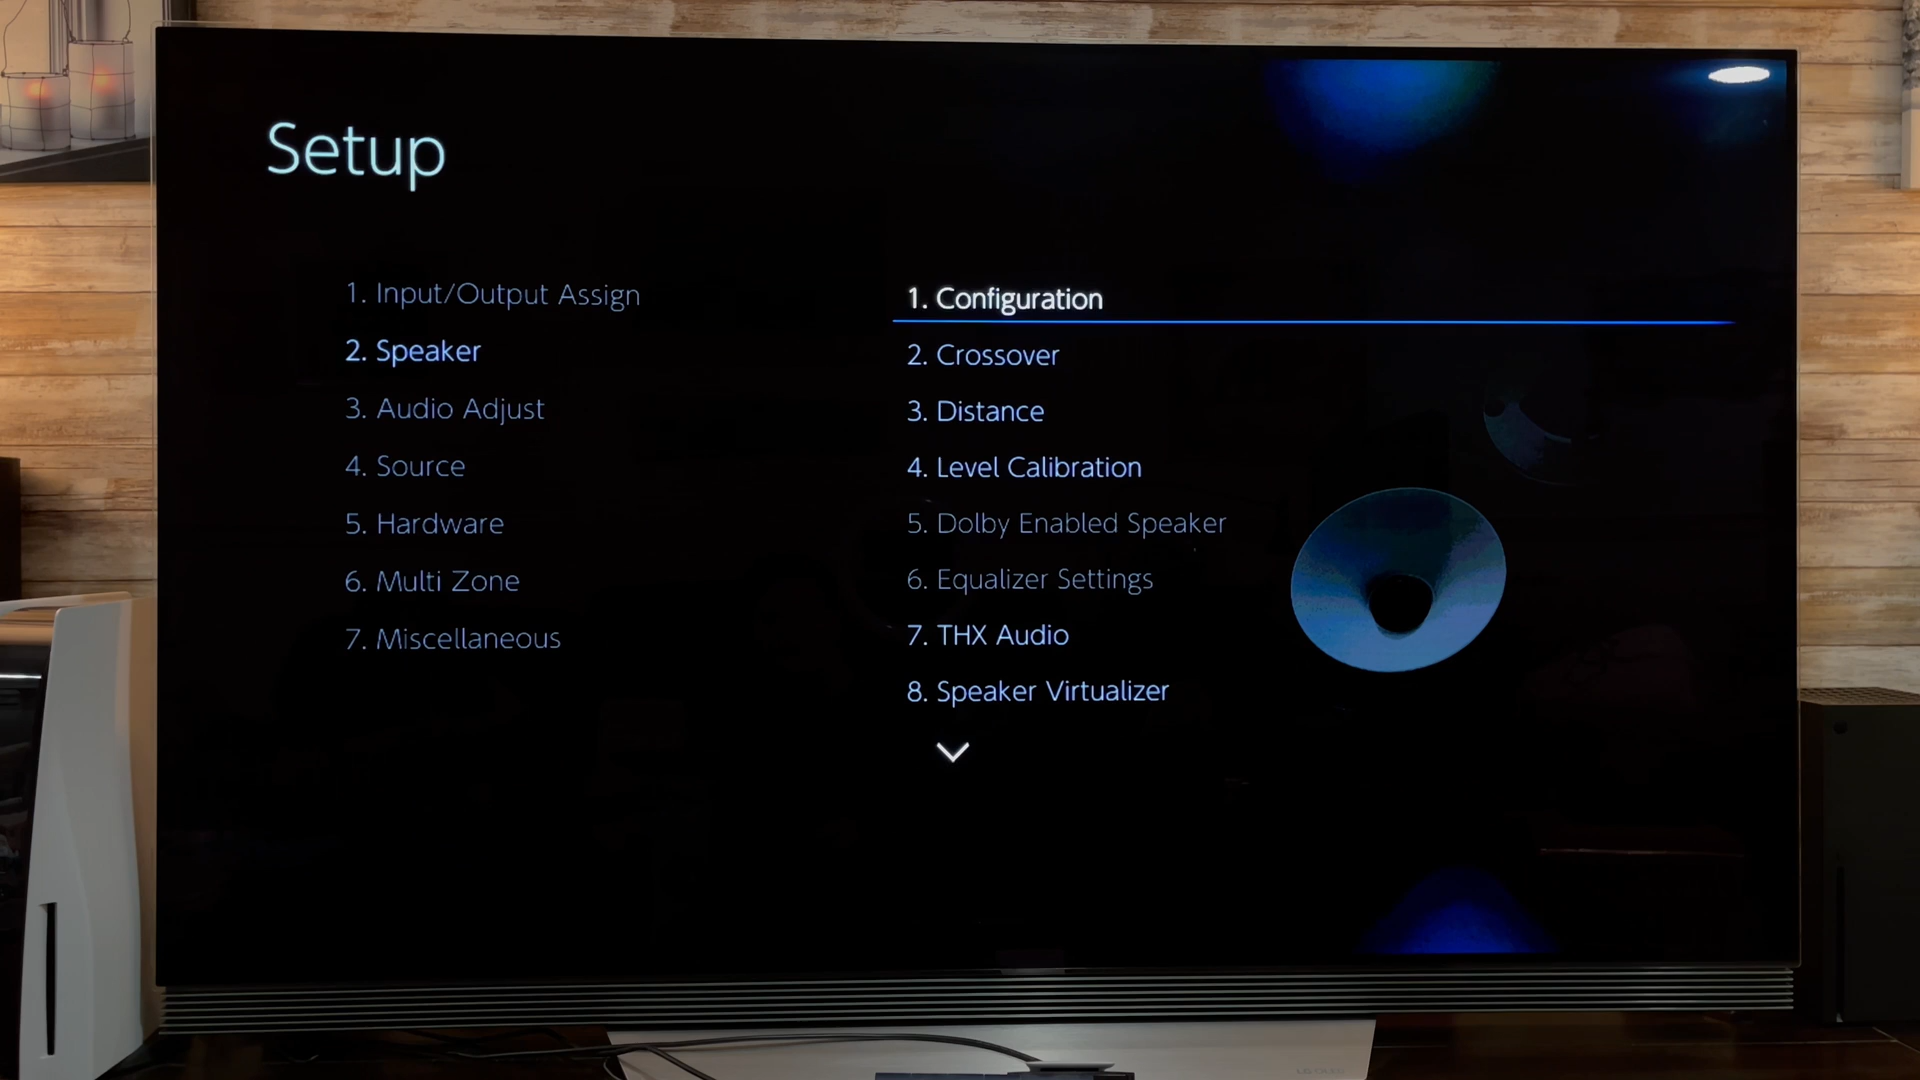 Setup
1. Input/Output Assign
2. Speaker
3. Audio Adjust
4. Source
5. Hardware
6. Multi Zone
7. Miscellaneous
1. Configuration
2. Crossover
3. Distance
4. Level Calibration
5. Dolby Enabled Speaker
6. Equalizer Settings
7. THX Audio
8. Speaker Virtualizer
LG OLED